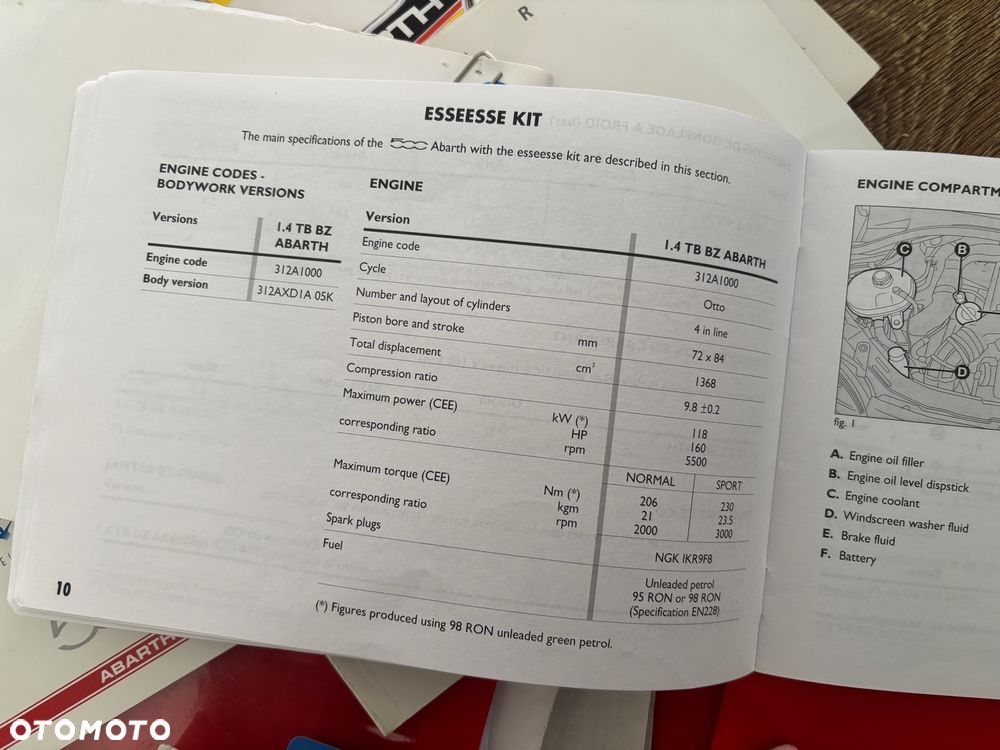 R
ESSEESSE KIT
The main specifications of the 500 Abarth with the esseesse kit are described in this section.
ENGINE CODES -
BODYWORK VERSIONS
Versions 1.4 TB BZ
ABARTH
Engine code 312A1000
Body version 312AXD1A 05K
ENGINE
Version 1.4 TB BZ ABARTH
Engine code 312A1000
Cycle Otto
Number and layout of cylinders 4 in line
Piston bore and stroke mm 72 x 84
Total displacement cm³ 1368
Compression ratio 9.8 ±0.2
Maximum power (CEE) kW (*) 118
HP 160
corresponding ratio rpm 5500
NORMAL SPORT
Maximum torque (CEE) Nm (*) 206 230
kgm 21 23.5
corresponding ratio rpm 2000 3000
Spark plugs NGK IKR9F8
Fuel Unleaded petrol
95 RON or 98 RON
(Specification EN228)
(*) Figures produced using 98 RON unleaded green petrol.
10
ENGINE COMPARTM
C
B
D
fig. 1
A. Engine oil filler
B. Engine oil level dispstick
C. Engine coolant
D. Windscreen washer fluid
E. Brake fluid
F. Battery
ABARTH
OTOMOTO